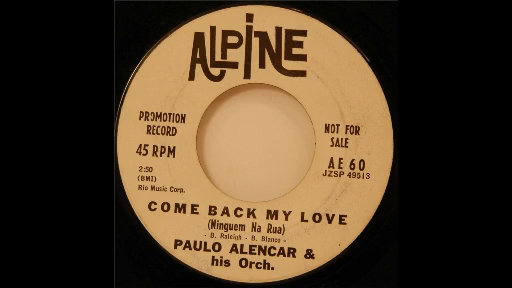 ALPINE
PROMOTION
RECORD
45 RPM
NOT FOR
SALE
AE 60
JZSP 49513
2:50
(BMI)
Rio Music Corp.
COME BACK MY LOVE
(Ninguem Na Rua)
- B. Raleigh - B. Blanco -
PAULO ALENCAR &
his Orch.